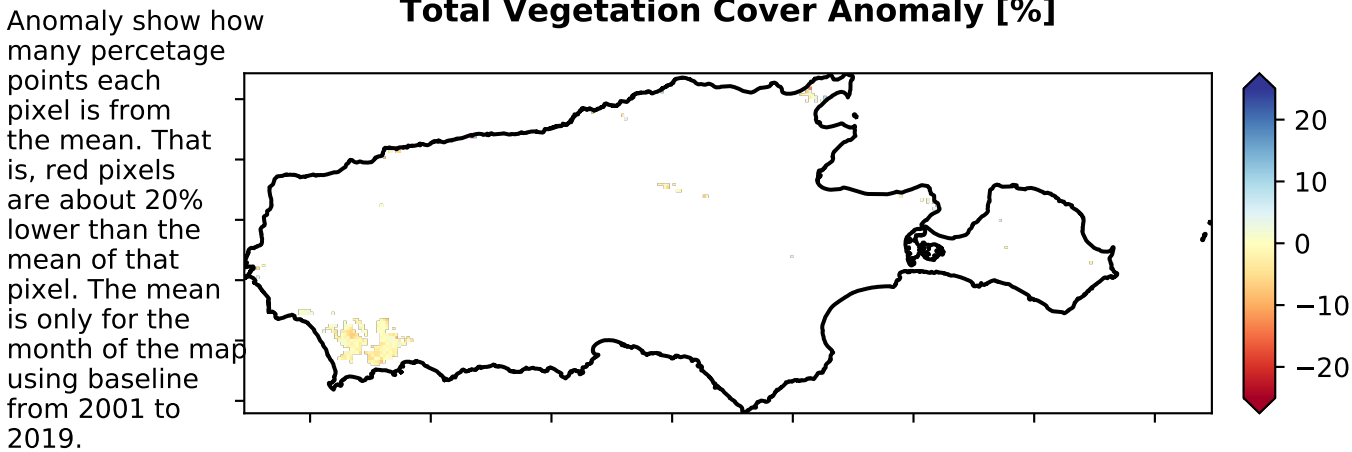 Total Vegetation Cover Anomaly [%]
Anomaly show how
many percetage
points each
pixel is from
the mean. That
is, red pixels
are about 20%
lower than the
mean of that
pixel. The mean
is only for the
month of the map
using baseline
from 2001 to
2019.
20
10
0
−10
−20